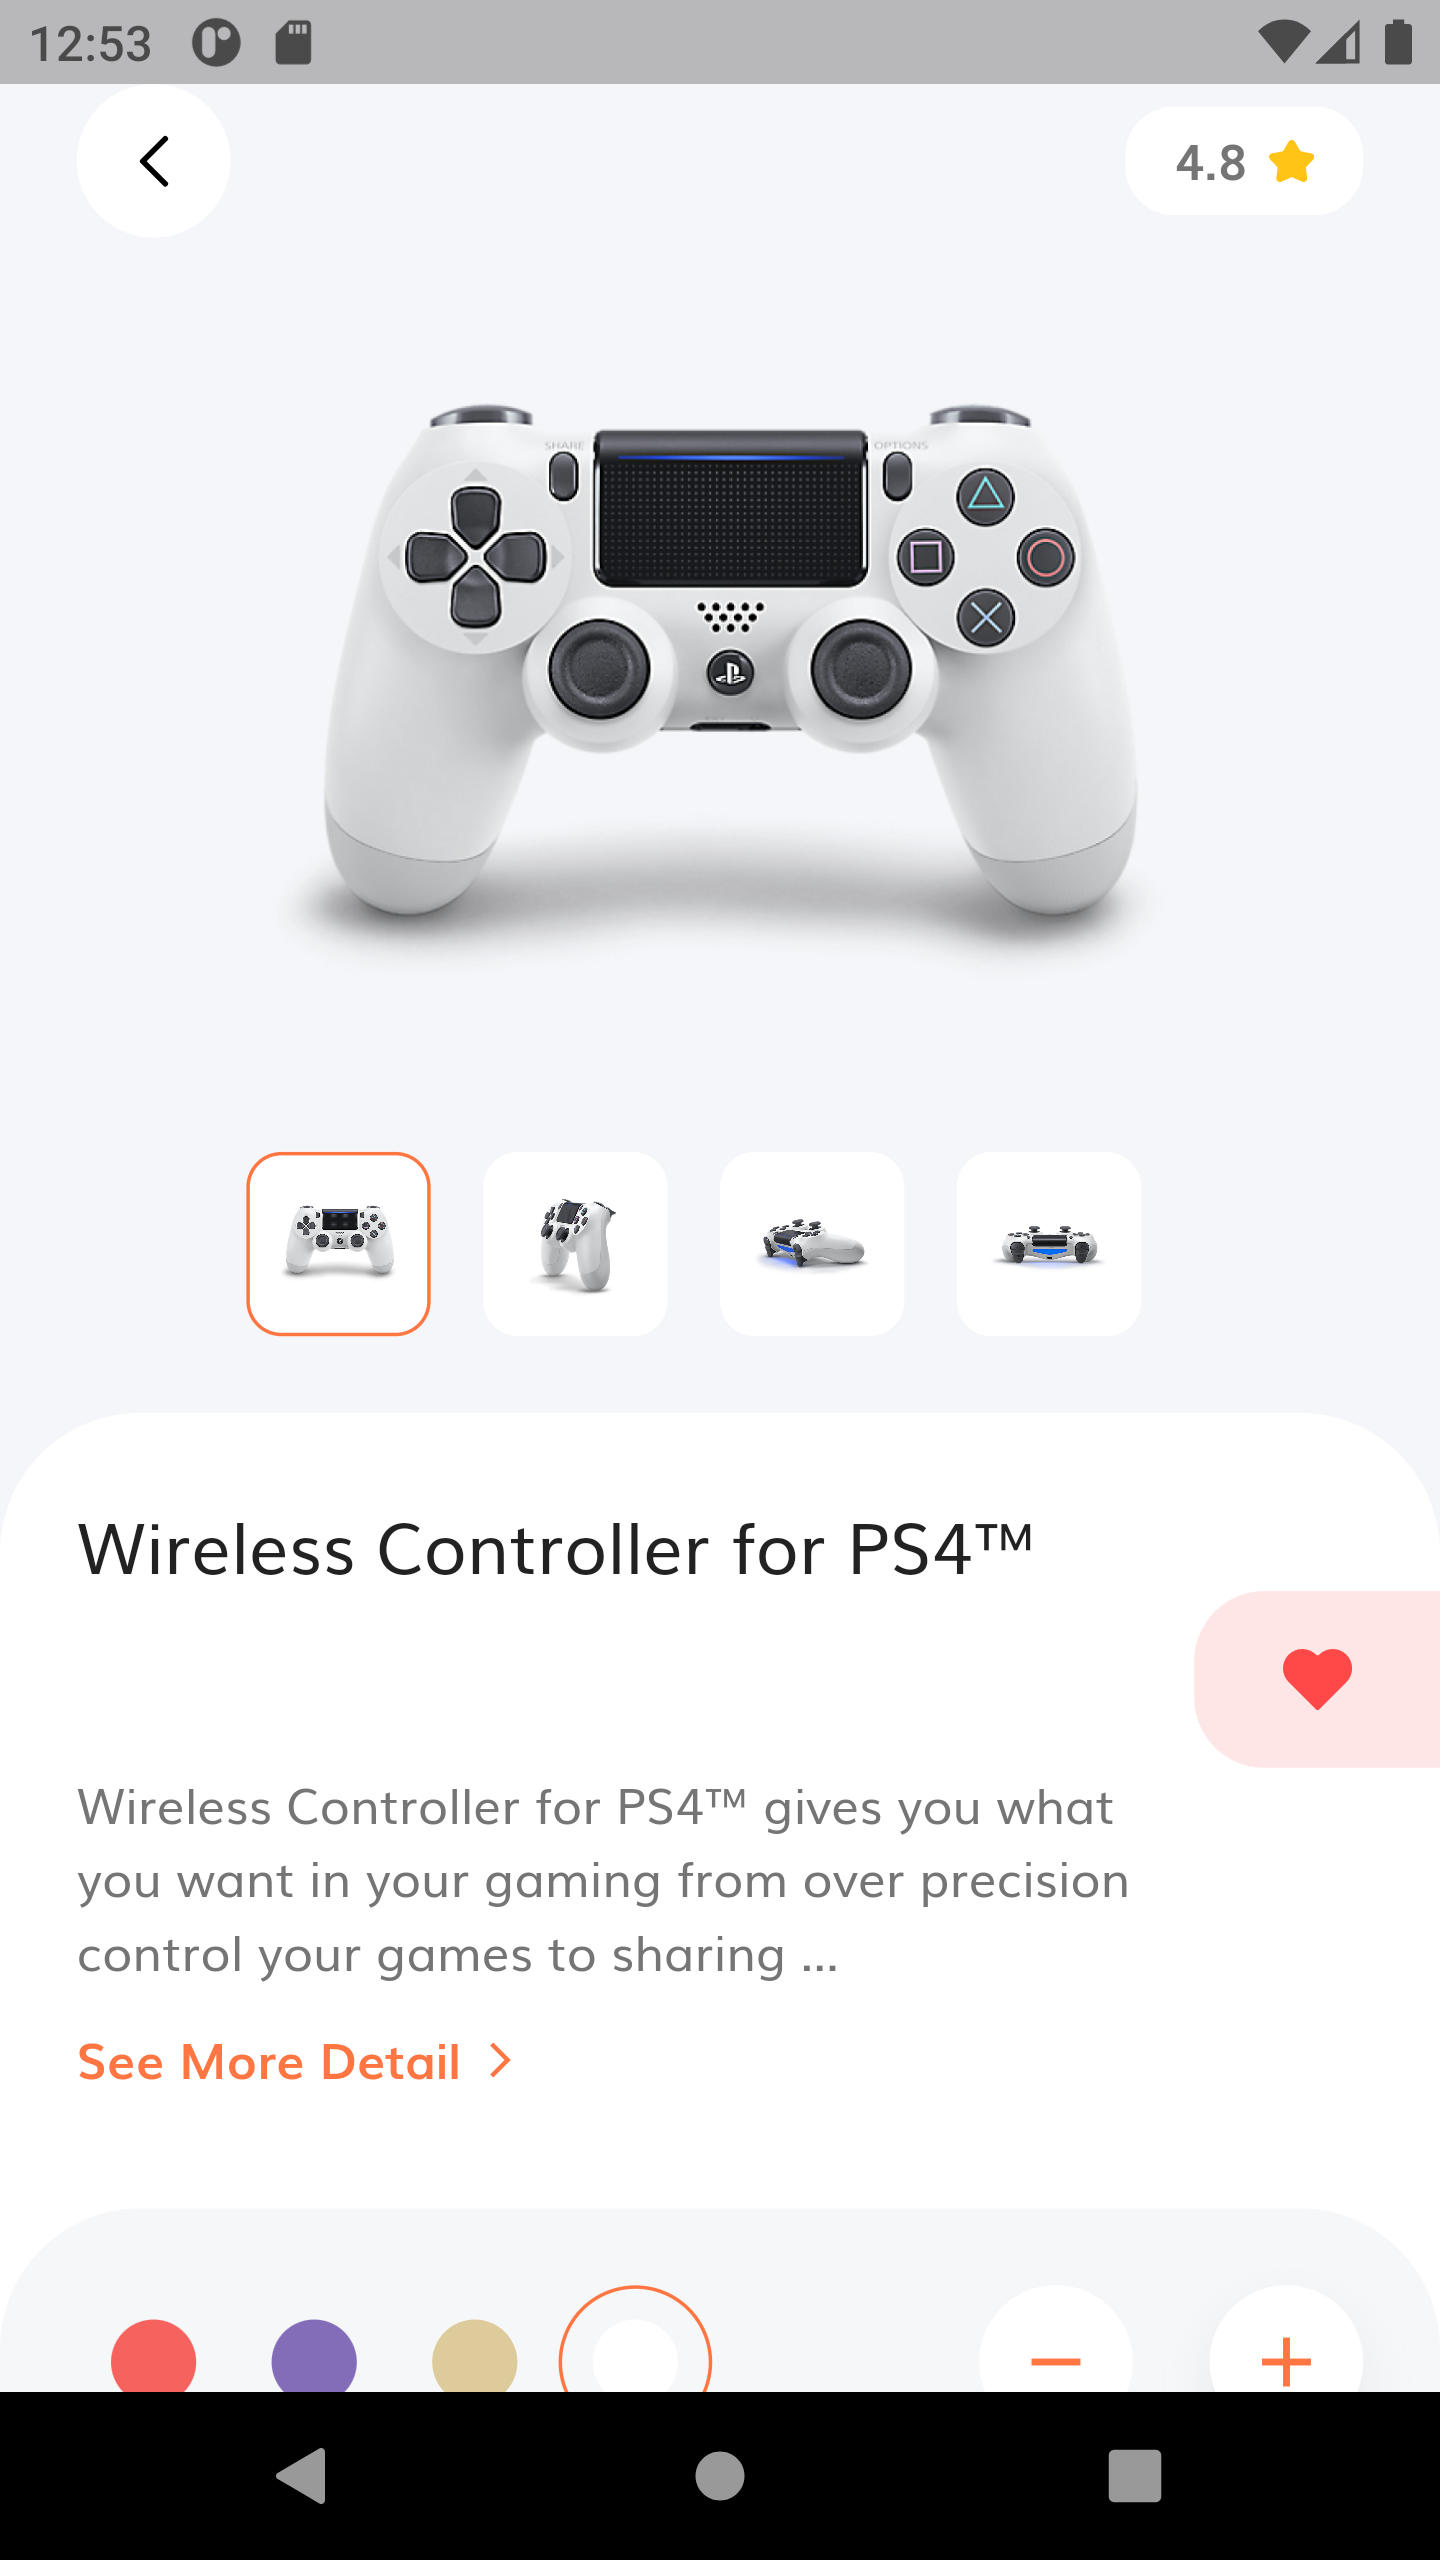 12:53
4.8
SHARE
OPTIONS
Wireless Controller for PS4™
Wireless Controller for PS4™ gives you what
you want in your gaming from over precision
control your games to sharing ...
See More Detail